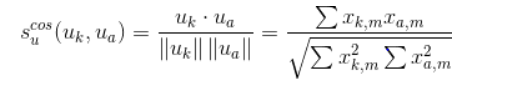 $s_u^{cos}(u_k, u_a) = \frac{u_k \cdot u_a}{\|u_k\| \, \|u_a\|} = \frac{\sum x_{k,m} x_{a,m}}{\sqrt{\sum x_{k,m}^2 \sum x_{a,m}^2}}$